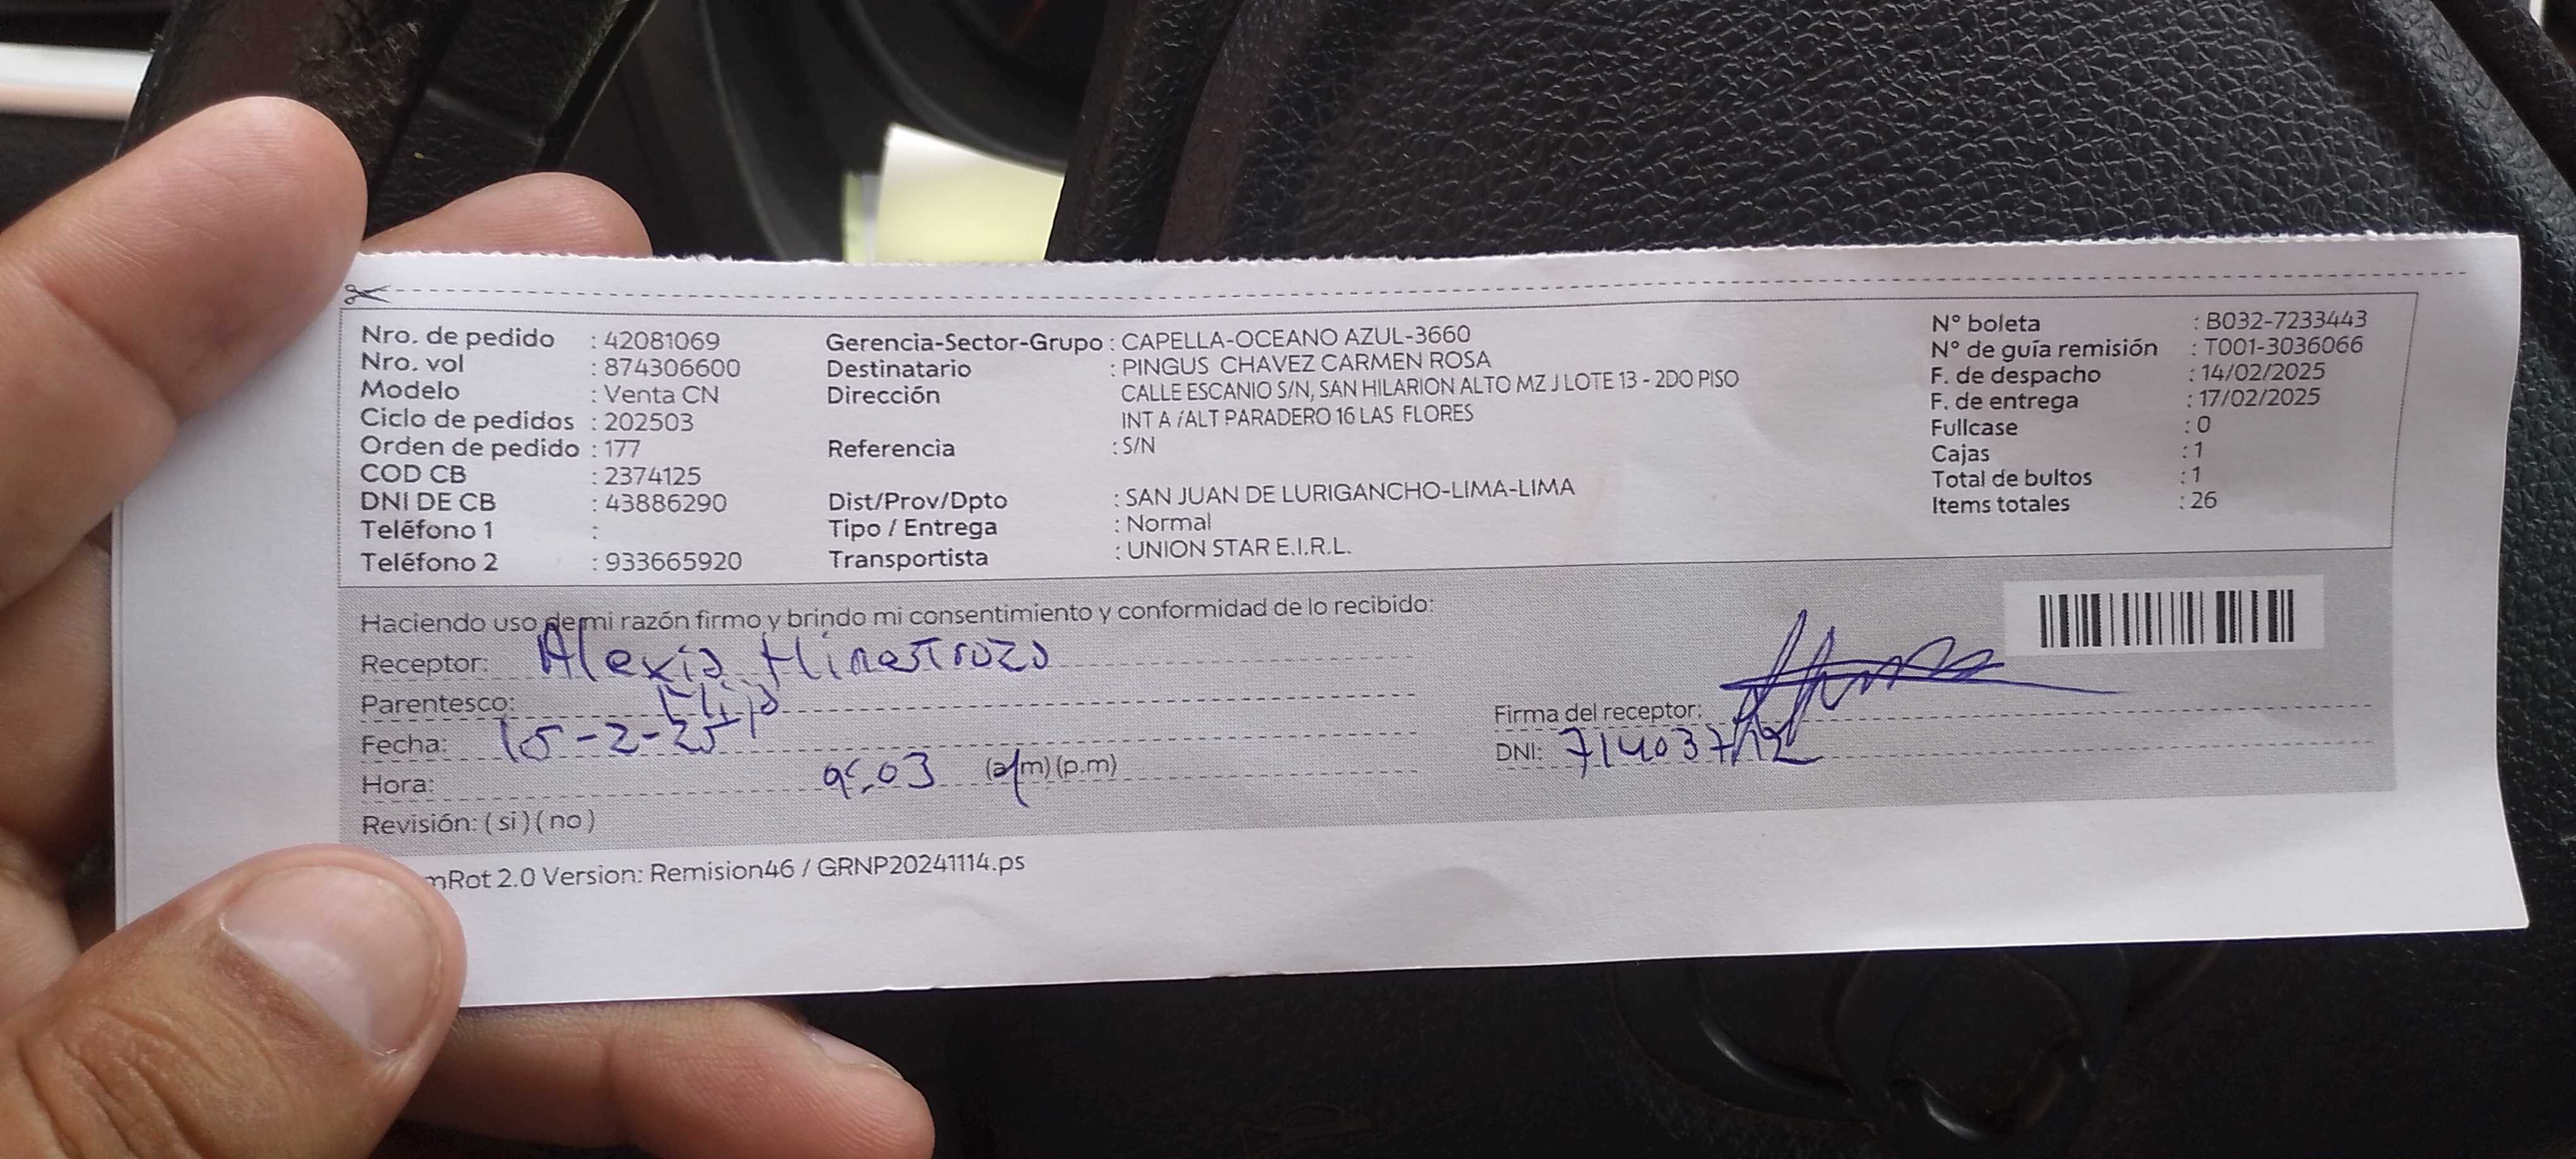 Nro. de pedido : 42081069
Nro. vol : 874306600
Modelo : Venta CN
Ciclo de pedidos : 202503
Orden de pedido : 177
COD CB : 2374125
DNI DE CB : 43886290
Teléfono 1 :
Teléfono 2 : 933665920
Gerencia-Sector-Grupo : CAPELLA-OCEANO AZUL-3660
Destinatario : PINGUS CHAVEZ CARMEN ROSA
Dirección CALLE ESCANIO S/N, SAN HILARION ALTO MZ J LOTE 13 - 2DO PISO
INT A /ALT PARADERO 16 LAS FLORES
Referencia : S/N
Dist/Prov/Dpto : SAN JUAN DE LURIGANCHO-LIMA-LIMA
Tipo / Entrega : Normal
Transportista : UNION STAR E.I.R.L.
N° boleta : B032-7233443
N° de guía remisión : T001-3036066
F. de despacho : 14/02/2025
F. de entrega : 17/02/2025
Fullcase : 0
Cajas : 1
Total de bultos : 1
Items totales : 26
Haciendo uso de mi razón firmo y brindo mi consentimiento y conformidad de lo recibido:
Receptor: Alexis Hinostroza
Parentesco: Hijo
Fecha: 15-2-25
Hora: 9:03 (a/m) (p.m)
Revisión: ( si ) ( no )
Firma del receptor:
DNI:
mRot 2.0 Version: Remision46 / GRNP20241114.ps